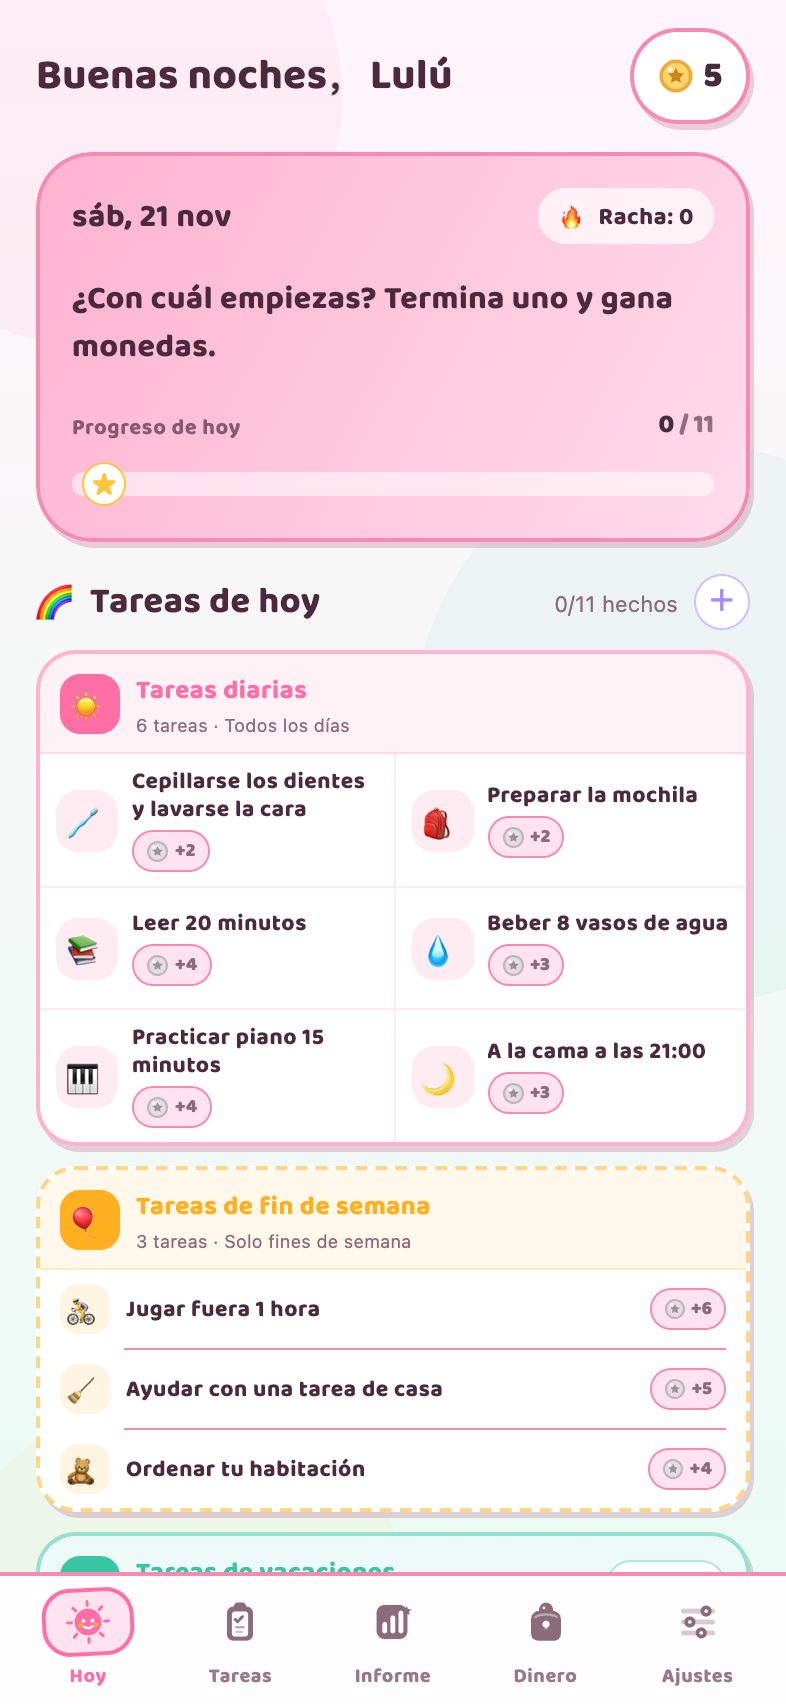 Buenas noches, Lulú
5
sáb, 21 nov
Racha: 0
¿Con cuál empiezas? Termina uno y gana
monedas.
Progreso de hoy
0 / 11
Tareas de hoy
0/11 hechos
Tareas diarias
6 tareas · Todos los días
Cepillarse los dientes
y lavarse la cara
+2
Preparar la mochila
+2
Leer 20 minutos
+4
Beber 8 vasos de agua
+3
Practicar piano 15
minutos
+4
A la cama a las 21:00
+3
Tareas de fin de semana
3 tareas · Solo fines de semana
Jugar fuera 1 hora
+6
Ayudar con una tarea de casa
+5
Ordenar tu habitación
+4
Tareas de vacaciones
Hoy
Tareas
Informe
Dinero
Ajustes